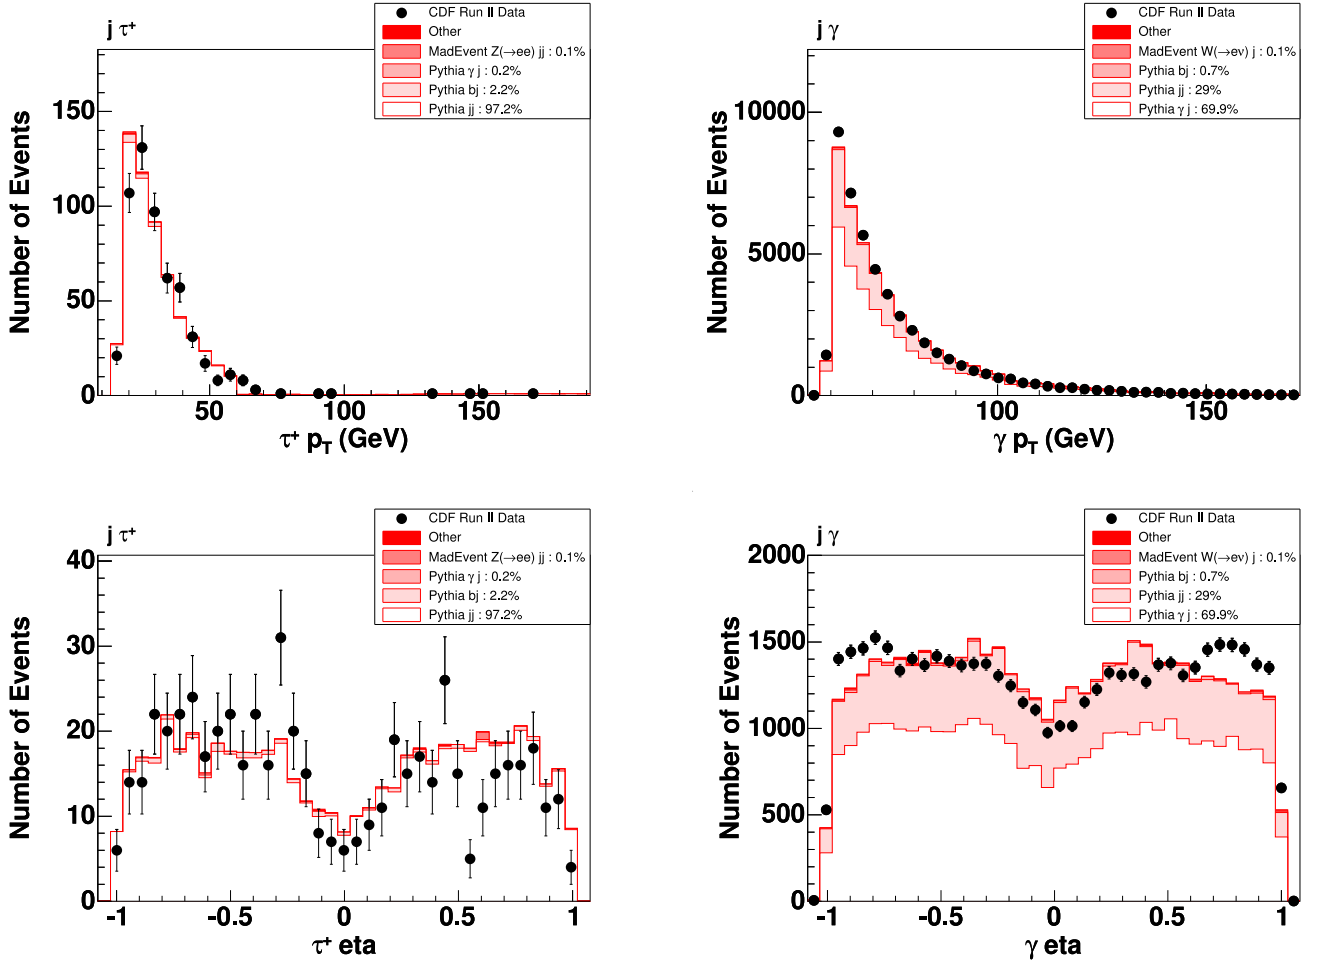 j τ+
CDF Run II Data
Other
MadEvent Z(→ee) jj : 0.1%
Pythia γ j : 0.2%
Pythia bj : 2.2%
Pythia jj : 97.2%
Number of Events
150
100
50
0
50 100 150
τ+ pT (GeV)
j γ
CDF Run II Data
Other
MadEvent W(→eν) j : 0.1%
Pythia bj : 0.7%
Pythia jj : 29%
Pythia γ j : 69.9%
Number of Events
10000
5000
0
100 150
γ pT (GeV)
j τ+
CDF Run II Data
Other
MadEvent Z(→ee) jj : 0.1%
Pythia γ j : 0.2%
Pythia bj : 2.2%
Pythia jj : 97.2%
Number of Events
40
30
20
10
0
-1 -0.5 0 0.5 1
τ+ eta
j γ
CDF Run II Data
Other
MadEvent W(→eν) j : 0.1%
Pythia bj : 0.7%
Pythia jj : 29%
Pythia γ j : 69.9%
Number of Events
2000
1500
1000
500
0
-1 -0.5 0 0.5 1
γ eta